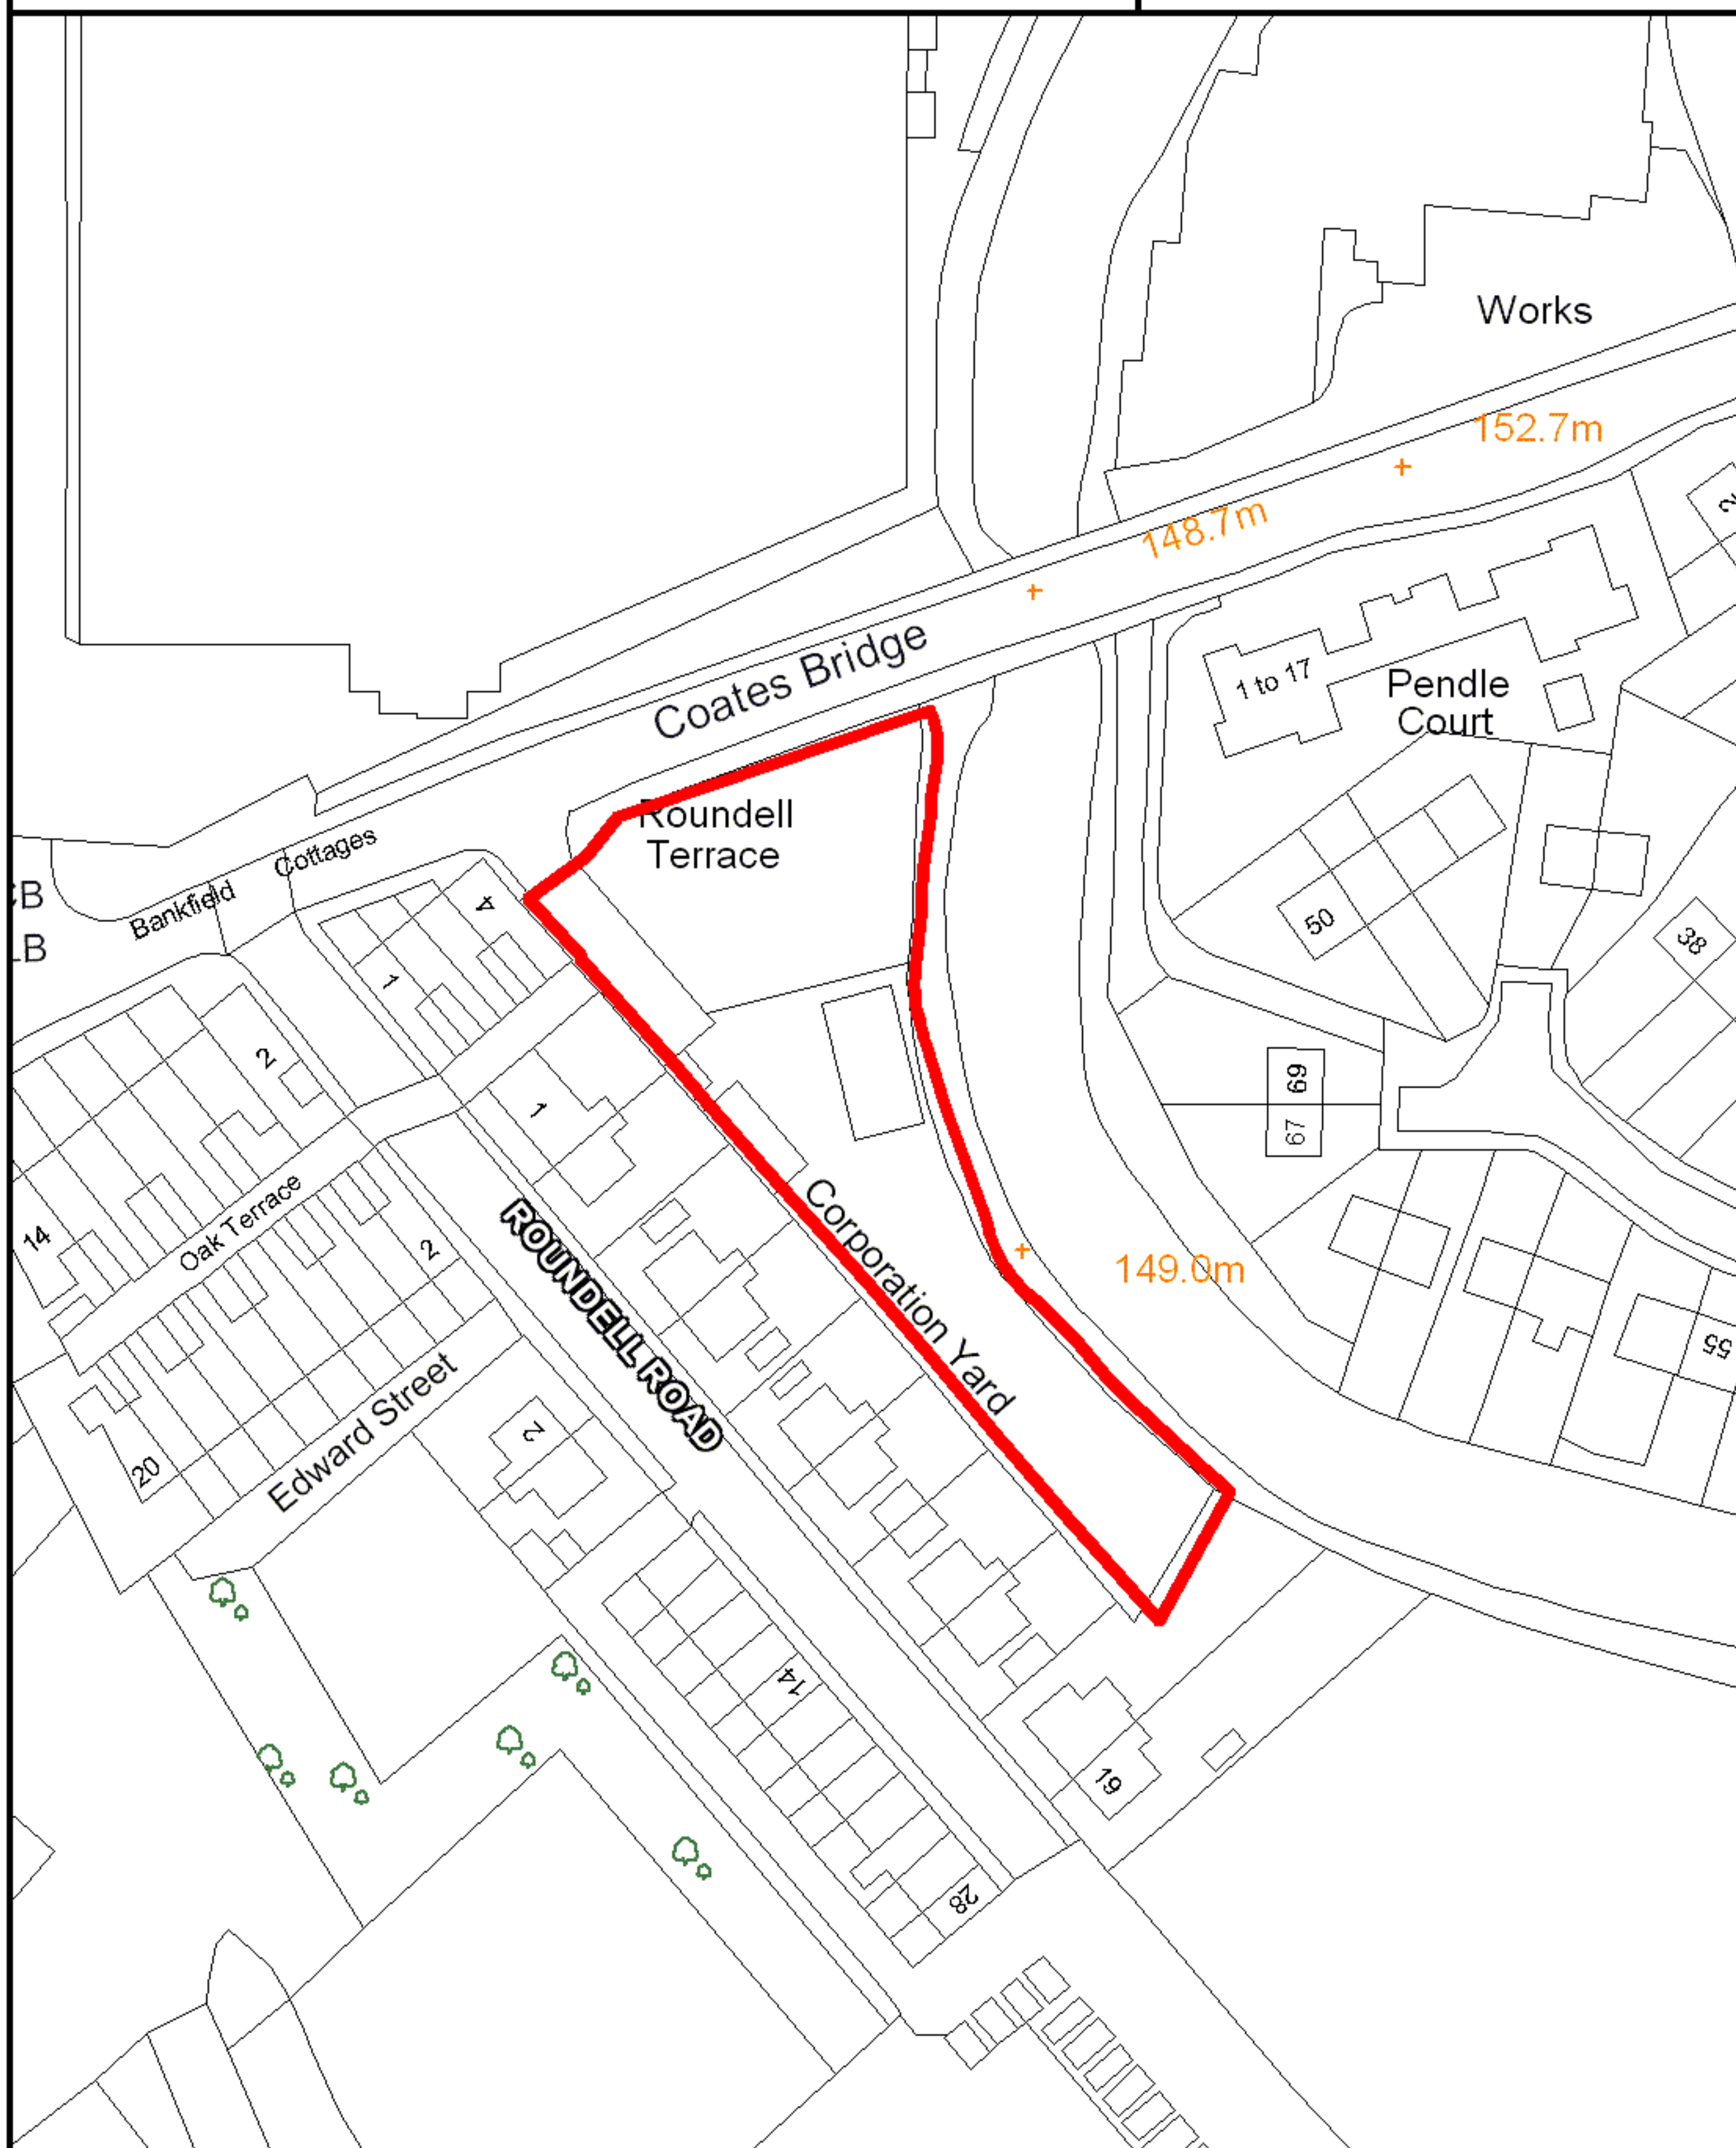 Works
152.7m
148.7m
Coates Bridge
1 to 17
Pendle
Court
Roundell
Terrace
Cottages
Bankfield
B
LB
4
1
50
38
2
69
67
1
Corporation Yard
ROUNDELL ROAD
149.0m
14
Oak Terrace
2
55
Edward Street
20
2
14
19
28